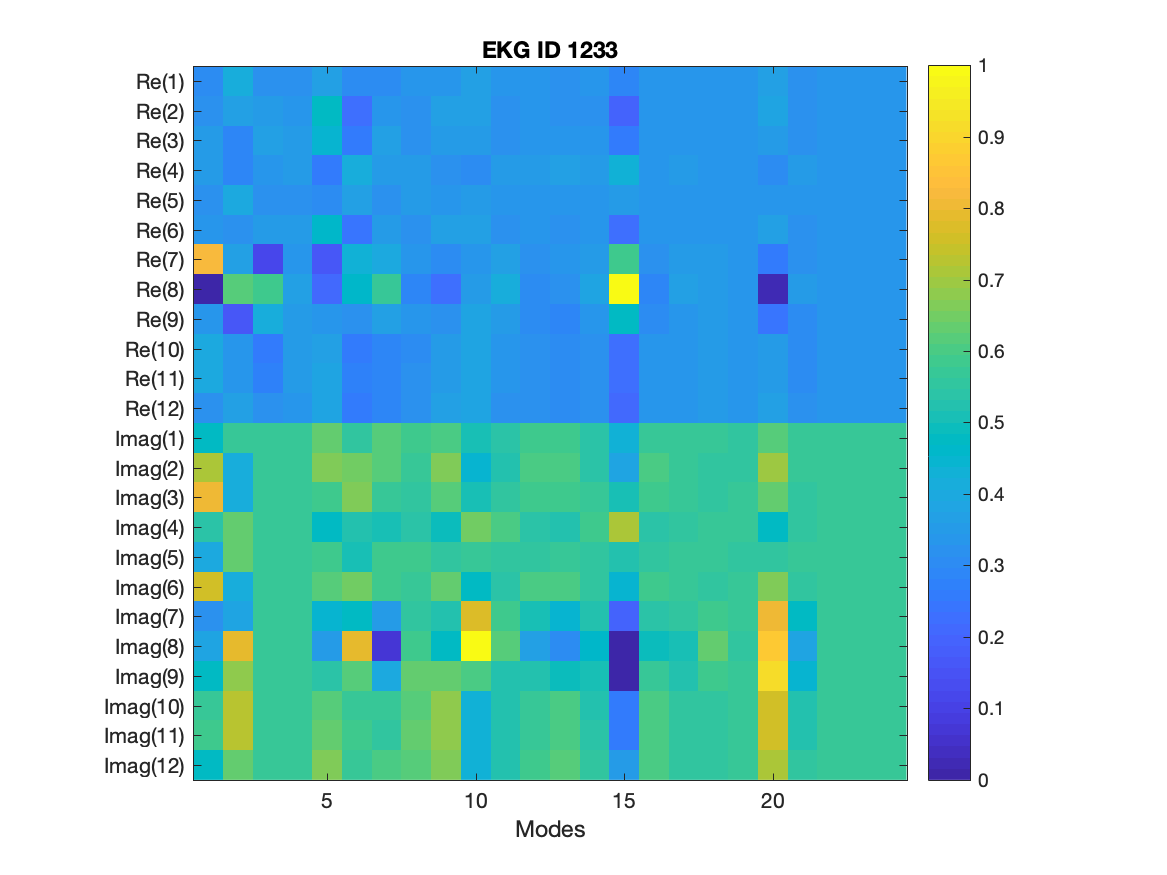 EKG ID 1233
Re(1)
Re(2)
Re(3)
Re(4)
Re(5)
Re(6)
Re(7)
Re(8)
Re(9)
Re(10)
Re(11)
Re(12)
Imag(1)
Imag(2)
Imag(3)
Imag(4)
Imag(5)
Imag(6)
Imag(7)
Imag(8)
Imag(9)
Imag(10)
Imag(11)
Imag(12)
5 10 15 20
Modes
1
0.9
0.8
0.7
0.6
0.5
0.4
0.3
0.2
0.1
0